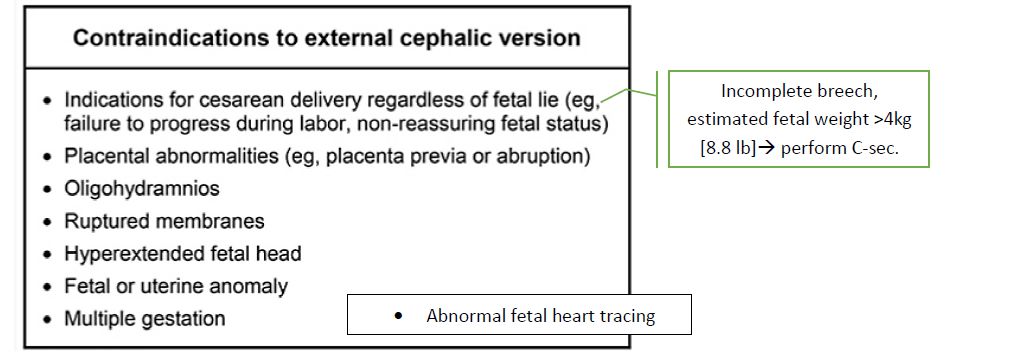 Contraindications to external cephalic version
• Indications for cesarean delivery regardless of fetal lie (eg,
failure to progress during labor, non-reassuring fetal status)
• Placental abnormalities (eg, placenta previa or abruption)
• Oligohydramnios
• Ruptured membranes
• Hyperextended fetal head
• Fetal or uterine anomaly
• Multiple gestation
• Abnormal fetal heart tracing
Incomplete breech,
estimated fetal weight >4kg
[8.8 lb]→ perform C-sec.